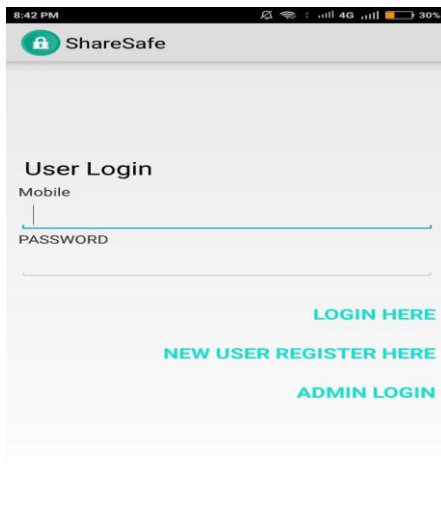 8:42 PM 4G 30%
ShareSafe
User Login
Mobile
PASSWORD
LOGIN HERE
NEW USER REGISTER HERE
ADMIN LOGIN